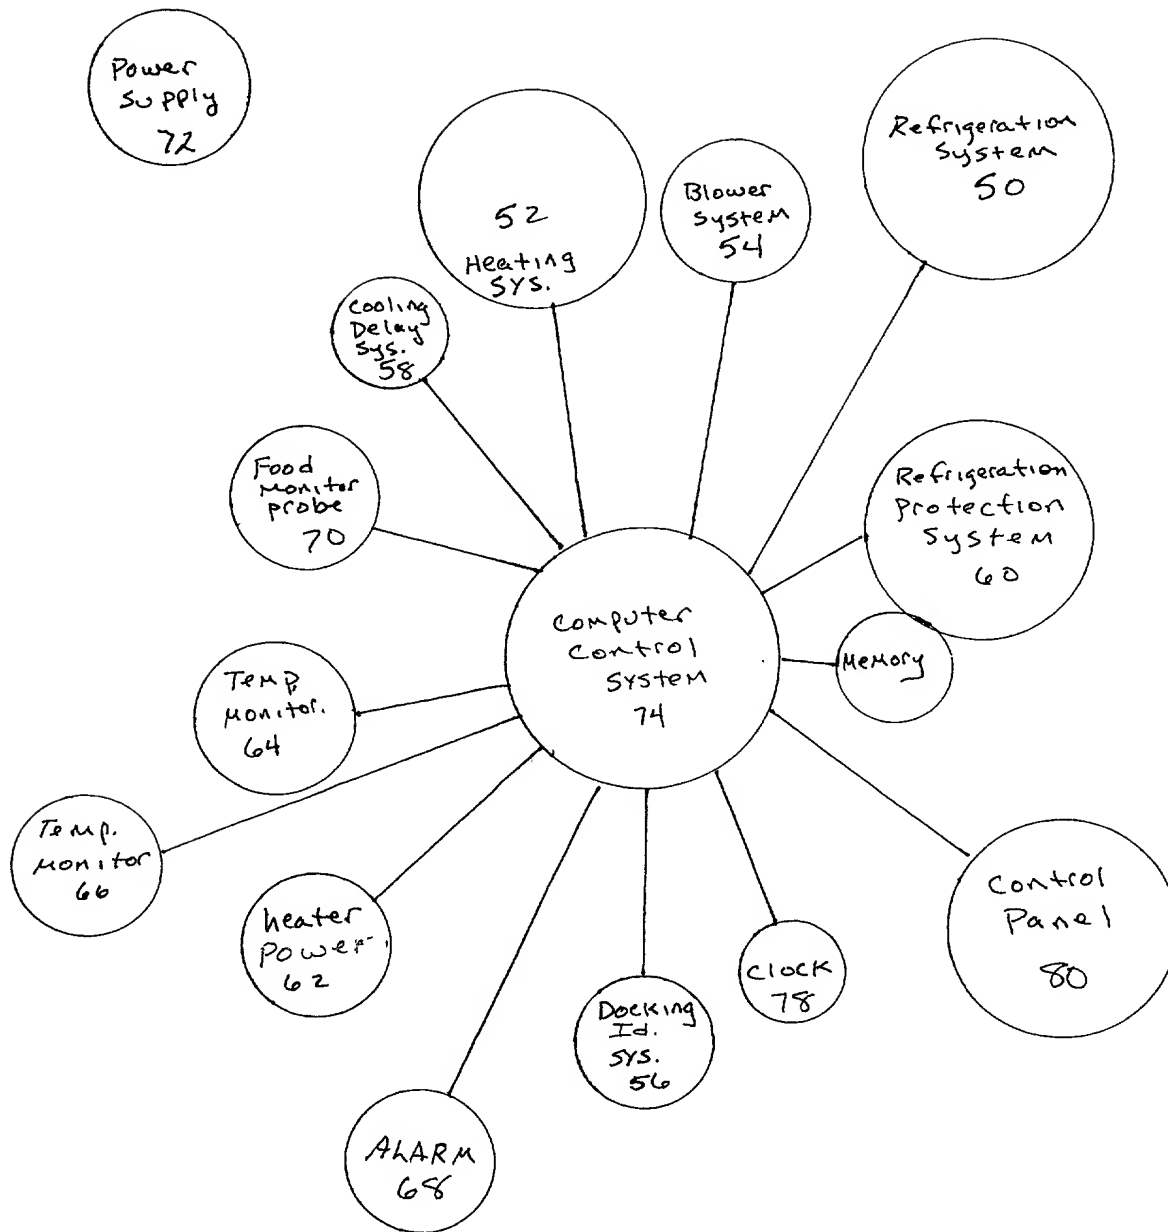 Power
Supply
72
Refrigeration
System
50
52
Heating
SYS.
Blower
System
54
Cooling
Delay
Sys.
58
Food
Monitor
Probe
70
Refrigeration
Protection
System
60
Computer
Control
System
74
Memory
Temp.
Monitor.
64
Temp.
Monitor
66
heater
Power
62
Control
Panel
80
Clock
78
Docking
Id.
SYS.
56
ALARM
68